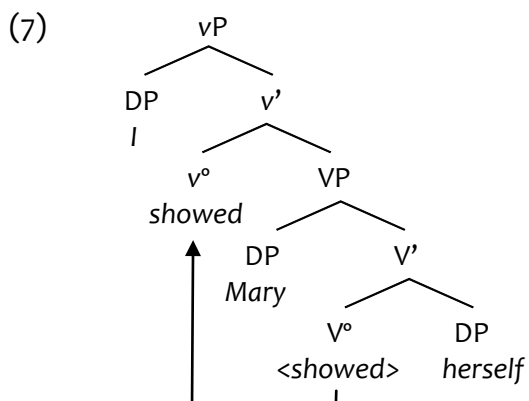 (7)
vP
DP v'
I
v° VP
showed
DP V'
Mary
V° DP
<showed> herself